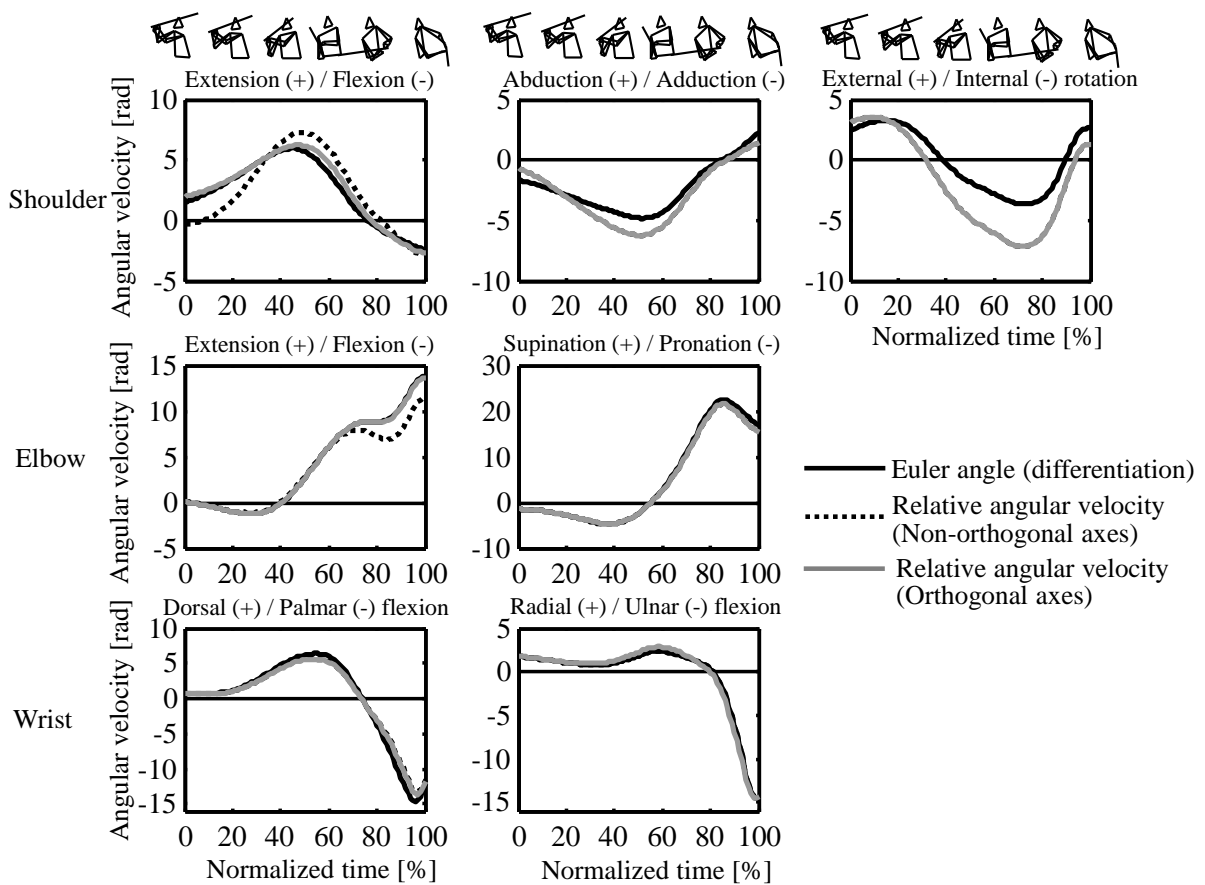 Extension (+) / Flexion (-)
Abduction (+) / Adduction (-)
External (+) / Internal (-) rotation
Shoulder
Angular velocity [rad]
10
5
0
-5
0 20 40 60 80 100
5
0
-5
-10
0 20 40 60 80 100
5
0
-5
-10
0 20 40 60 80 100
Normalized time [%]
Extension (+) / Flexion (-)
Supination (+) / Pronation (-)
Elbow
Angular velocity [rad]
15
10
5
0
-5
0 20 40 60 80 100
30
20
10
0
-10
0 20 40 60 80 100
Euler angle (differentiation)
Relative angular velocity
(Non-orthogonal axes)
Relative angular velocity
(Orthogonal axes)
Dorsal (+) / Palmar (-) flexion
Radial (+) / Ulnar (-) flexion
Wrist
Angular velocity [rad]
10
5
0
-5
-10
-15
0 20 40 60 80 100
Normalized time [%]
5
0
-5
-10
-15
0 20 40 60 80 100
Normalized time [%]